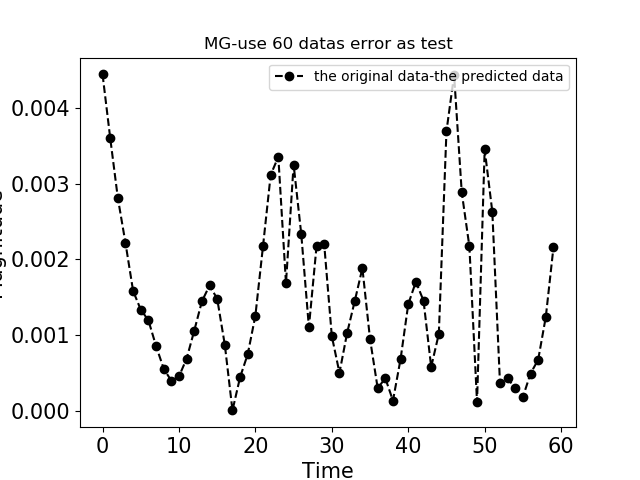 MG-use 60 datas error as test
the original data-the predicted data
0.004
0.003
0.002
0.001
0.000
0 10 20 30 40 50 60
Time